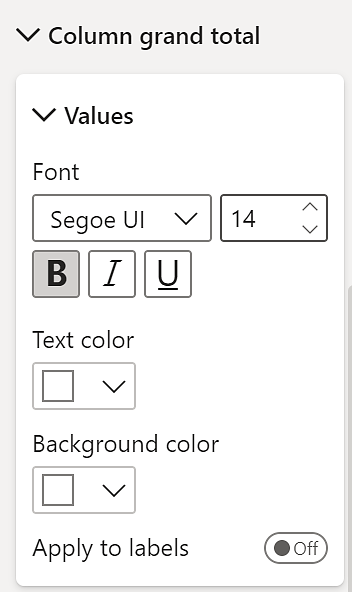 Column grand total
Values
Font
Segoe UI 14
B I U
Text color
Background color
Apply to labels Off